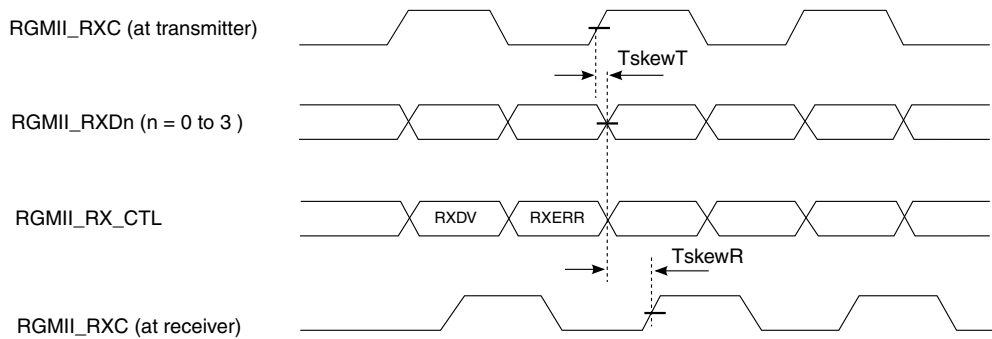 RGMII_RXC (at transmitter)
TskewT
RGMII_RXDn (n = 0 to 3 )
RGMII_RX_CTL
RXDV
RXERR
TskewR
RGMII_RXC (at receiver)